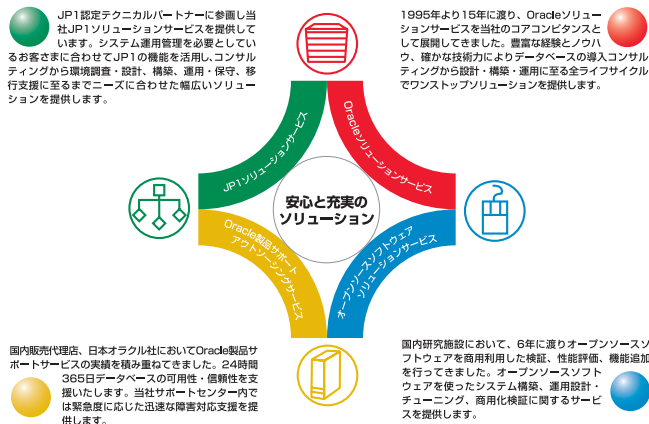 JP1認定テクニカルパートナーに参画し当
社JP1ソリューションサービスを提供して
います。システム運用管理を必要としてい
るお客さまに合わせてJP1の機能を活用し、コンサル
ティングから環境調査・設計、構築、運用・保守、移
行支援に至るまでニーズに合わせた幅広いソリュー
ションを提供します。
1995年より15年に渡り、Oracleソリュー
ションサービスを当社のコアコンピタンスと
して展開してきました。豊富な経験とノウハ
ウ、確かな技術力によりデータベースの導入コンサル
ティングから設計・構築・運用に至る全ライフサイクル
でワンストップソリューションを提供します。
JP1ソリューションサービス
Oracleソリューションサービス
安心と充実の
ソリューション
Oracle製品サポート
アウトソーシングサービス
オープンソースソフトウェア
ソリューションサービス
国内販売代理店、日本オラクル社においてOracle製品サ
ポートサービスの実績を積み重ねてきました。24時間
365日データベースの可用性・信頼性を支
援いたします。当社サポートセンター内で
は緊急度に応じた迅速な障害対応支援を提
供します。
国内研究施設において、6年に渡りオープンソースソ
フトウェアを商用利用した検証、性能評価、機能追加
を行ってきました。オープンソースソフト
ウェアを使ったシステム構築、運用設計・
チューニング、商用化検証に関するサービ
スを提供します。